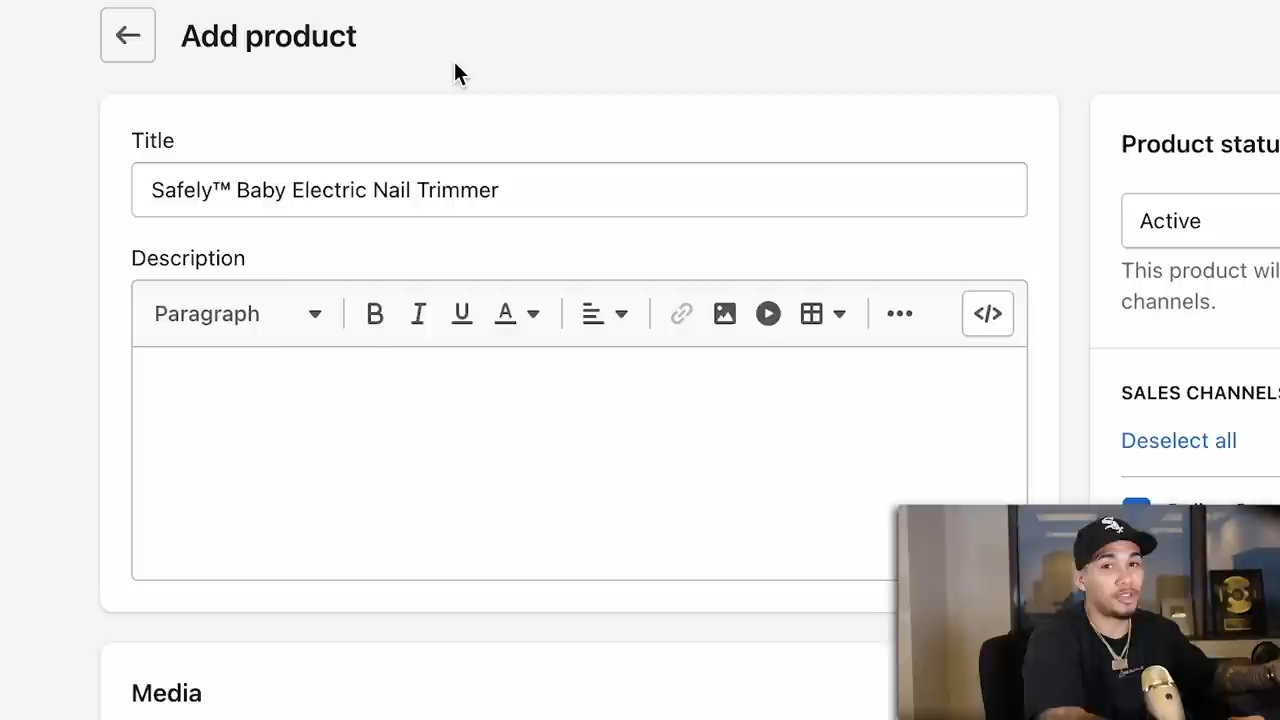 Add product
Title
Safely™ Baby Electric Nail Trimmer
Description
Paragraph
B I U A
</>
Media
Product statu
Active
This product wil
channels.
SALES CHANNELS
Deselect all